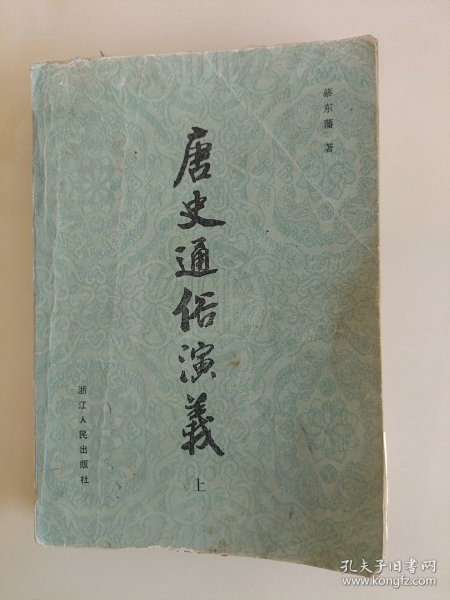 蔡东藩 著
唐史通俗演義
上
浙江人民出版社
孔夫子旧书网
www.kongfz.com